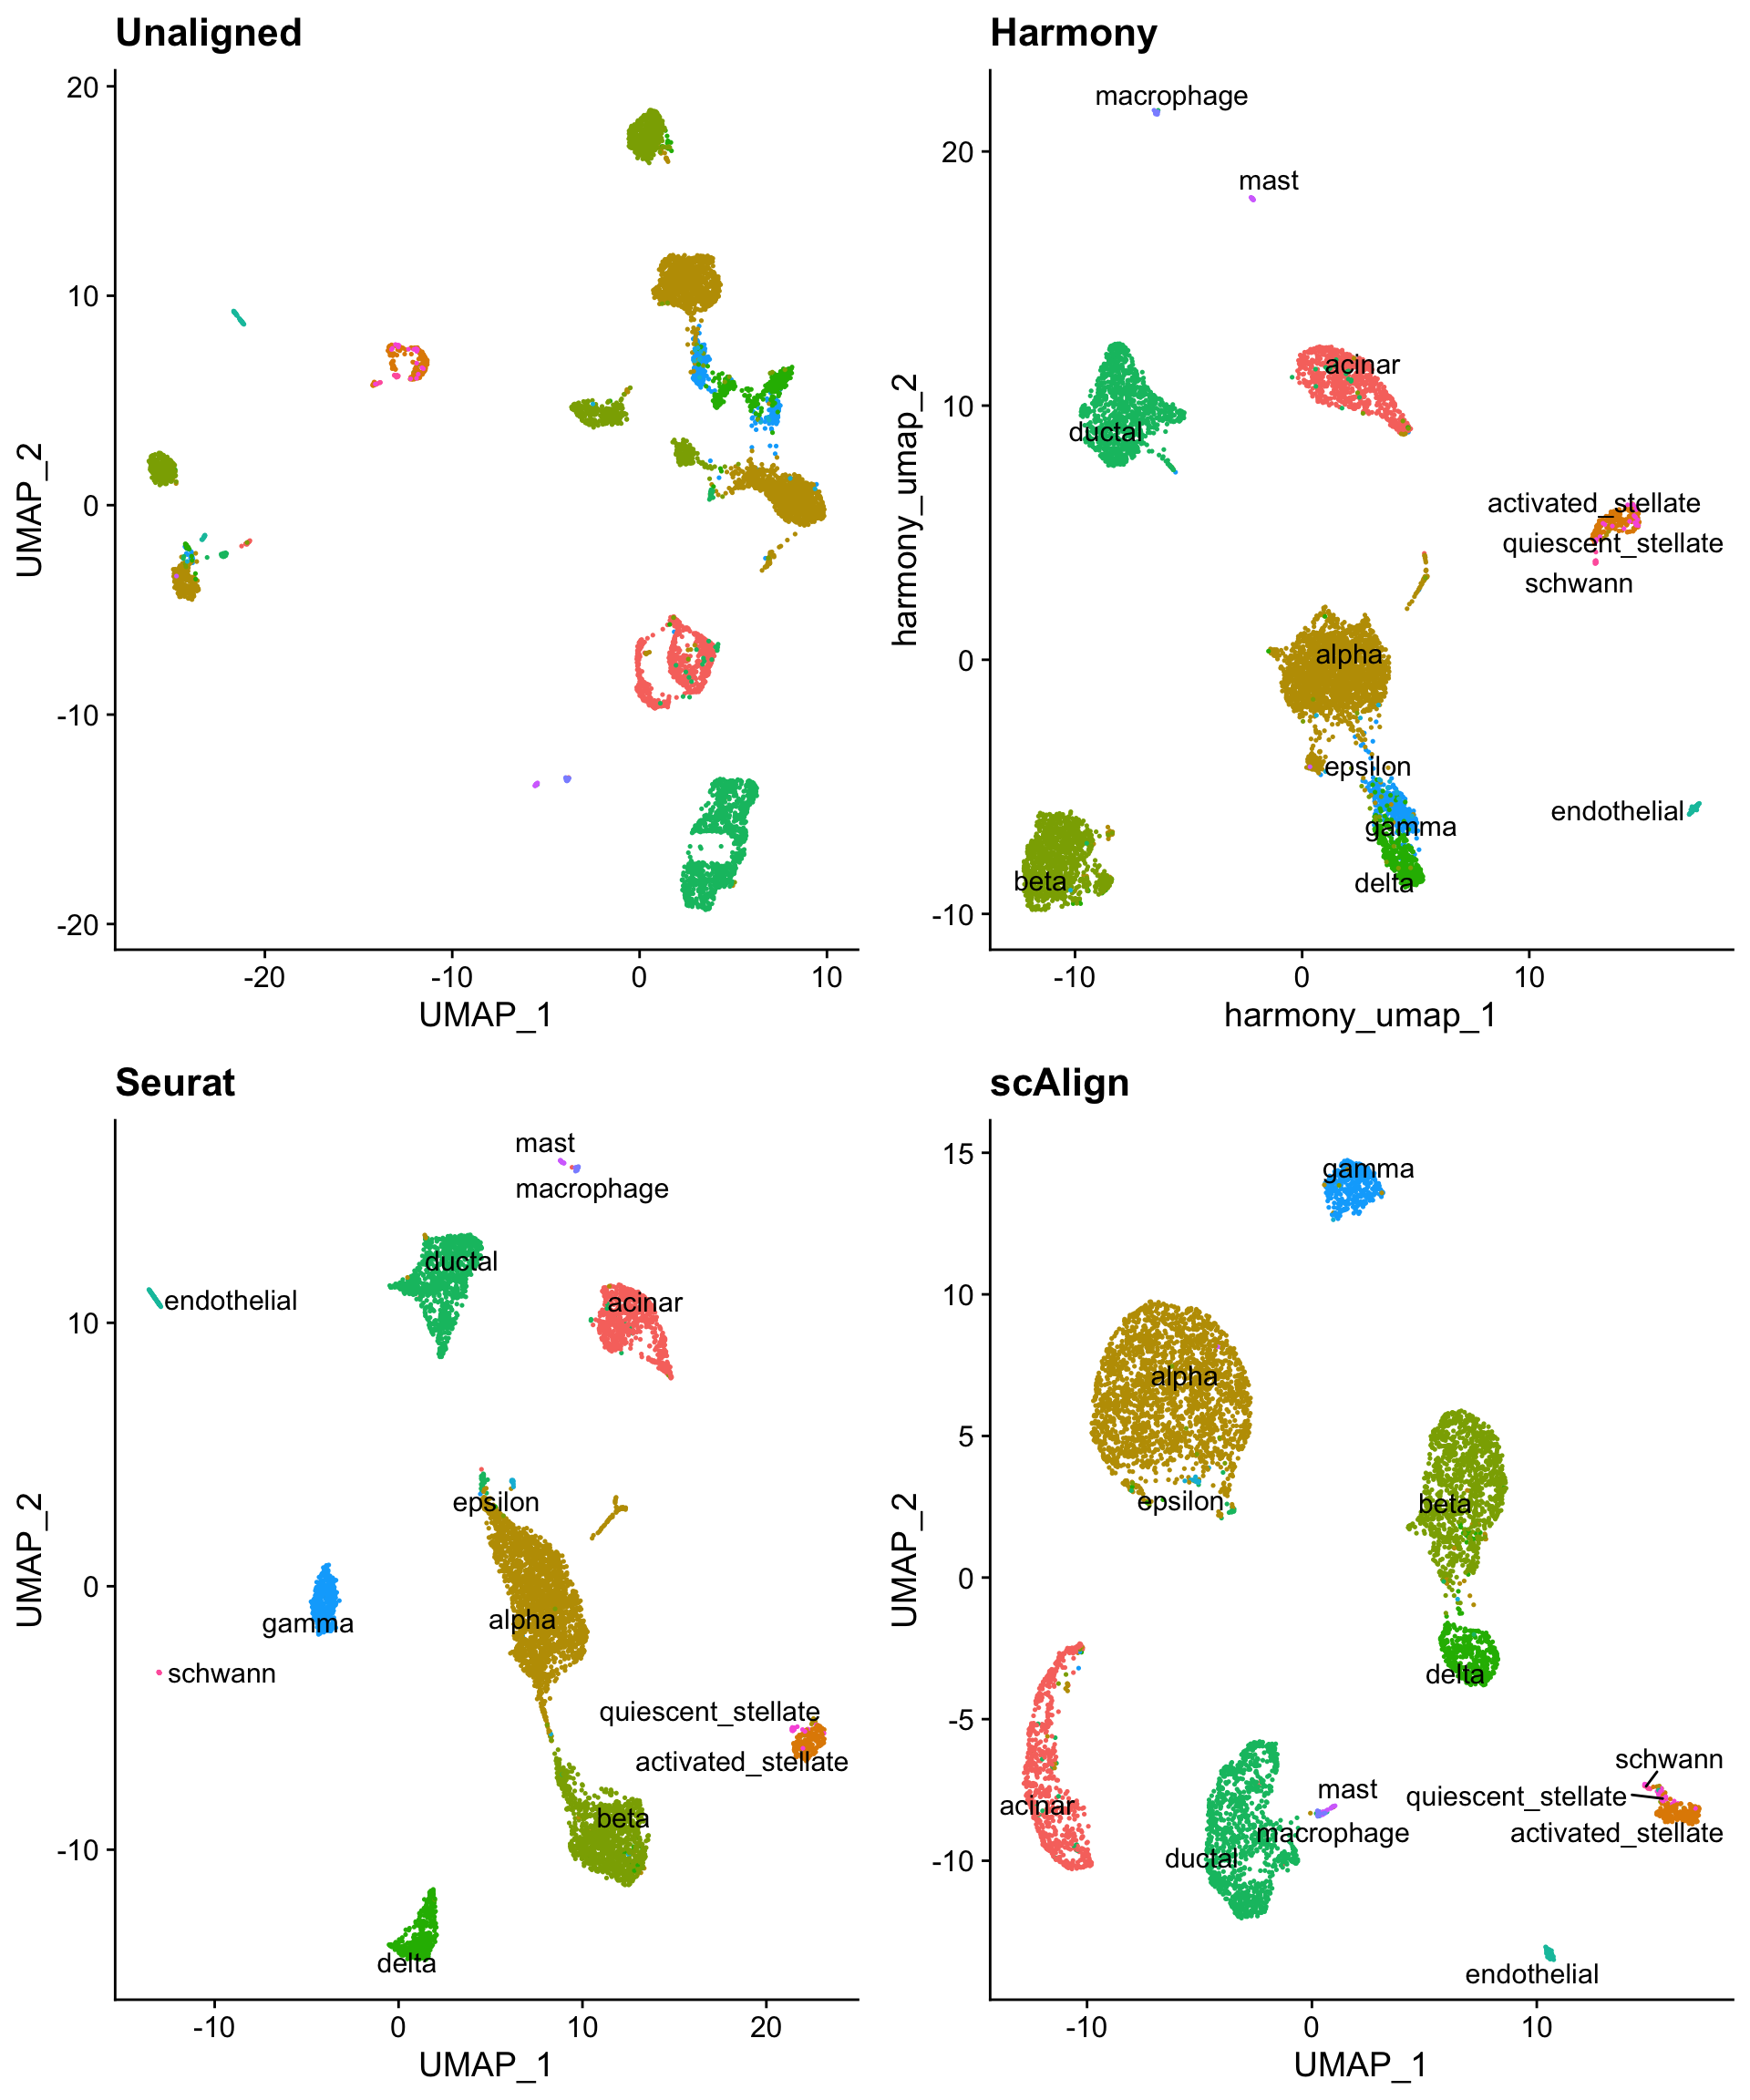 Unaligned
20
10
0
-10
-20
UMAP_2
-20
-10
0
10
UMAP_1
Harmony
macrophage
mast
acinar
ductal
activated_stellate
quiescent_stellate
schwann
alpha
epsilon
endothelial
gamma
beta
delta
20
10
0
-10
harmony_umap_2
-10
0
10
harmony_umap_1
Seurat
mast
macrophage
ductal
endothelial
acinar
epsilon
gamma
alpha
schwann
quiescent_stellate
activated_stellate
beta
delta
10
0
-10
UMAP_2
-10
0
10
20
UMAP_1
scAlign
gamma
alpha
epsilon
beta
delta
schwann
mast
quiescent_stellate
acinar
macrophage
activated_stellate
ductal
endothelial
15
10
5
0
-5
-10
UMAP_2
-10
0
10
UMAP_1